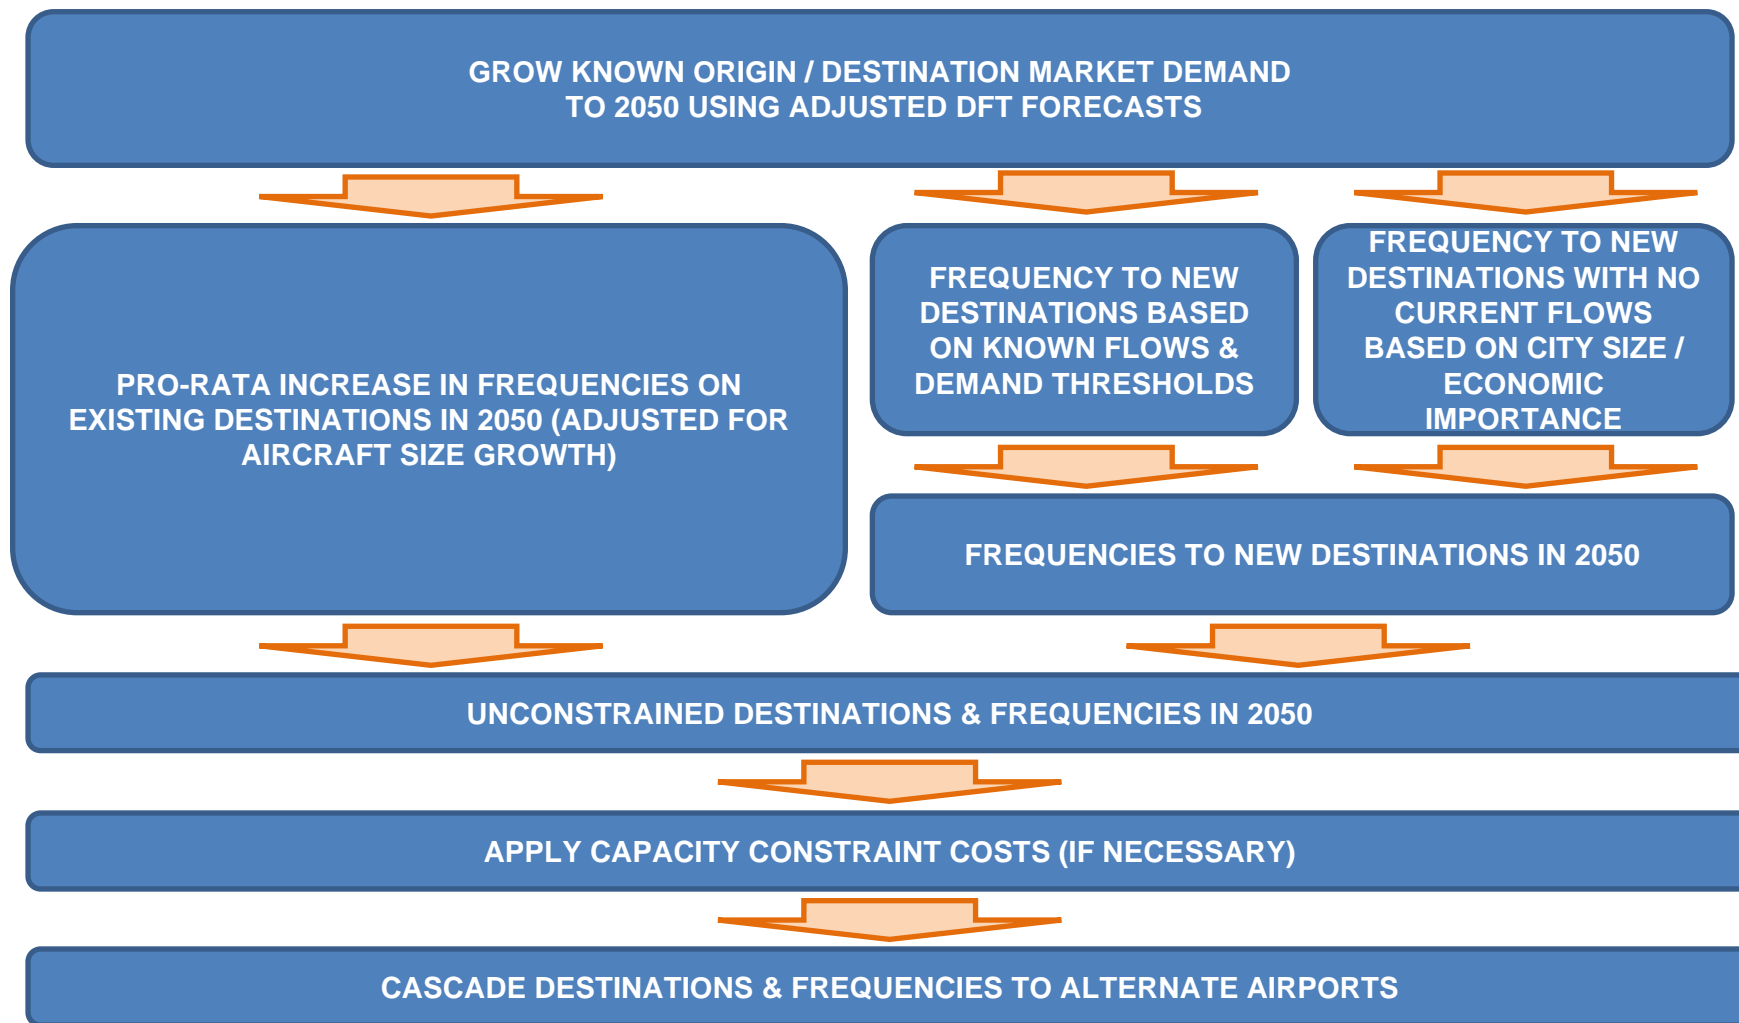 GROW KNOWN ORIGIN / DESTINATION MARKET DEMAND
TO 2050 USING ADJUSTED DFT FORECASTS
PRO-RATA INCREASE IN FREQUENCIES ON
EXISTING DESTINATIONS IN 2050 (ADJUSTED FOR
AIRCRAFT SIZE GROWTH)
FREQUENCY TO NEW
DESTINATIONS BASED
ON KNOWN FLOWS &
DEMAND THRESHOLDS
FREQUENCY TO NEW
DESTINATIONS WITH NO
CURRENT FLOWS
BASED ON CITY SIZE /
ECONOMIC
IMPORTANCE
FREQUENCIES TO NEW DESTINATIONS IN 2050
UNCONSTRAINED DESTINATIONS & FREQUENCIES IN 2050
APPLY CAPACITY CONSTRAINT COSTS (IF NECESSARY)
CASCADE DESTINATIONS & FREQUENCIES TO ALTERNATE AIRPORTS